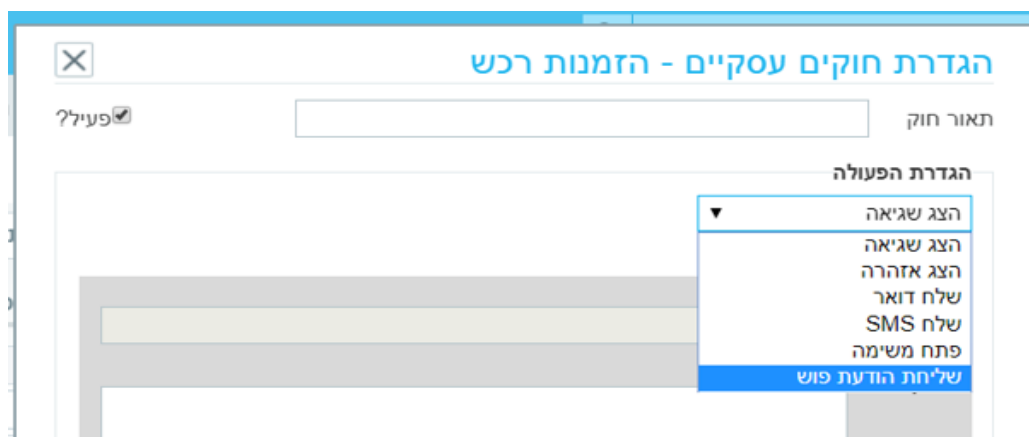 הגדרת חוקים עסקיים - הזמנות רכש
תאור חוק
פעיל?
הגדרת הפעולה
הצג שגיאה
הצג שגיאה
הצג אזהרה
שלח דואר
שלח SMS
פתח משימה
שליחת הודעת פוש